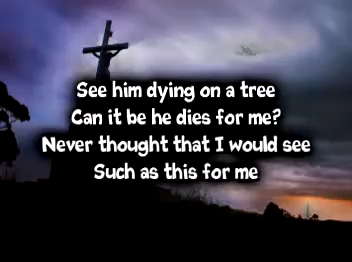 See him dying on a tree
Can it be he dies for me?
Never thought that I would see
Such as this for me